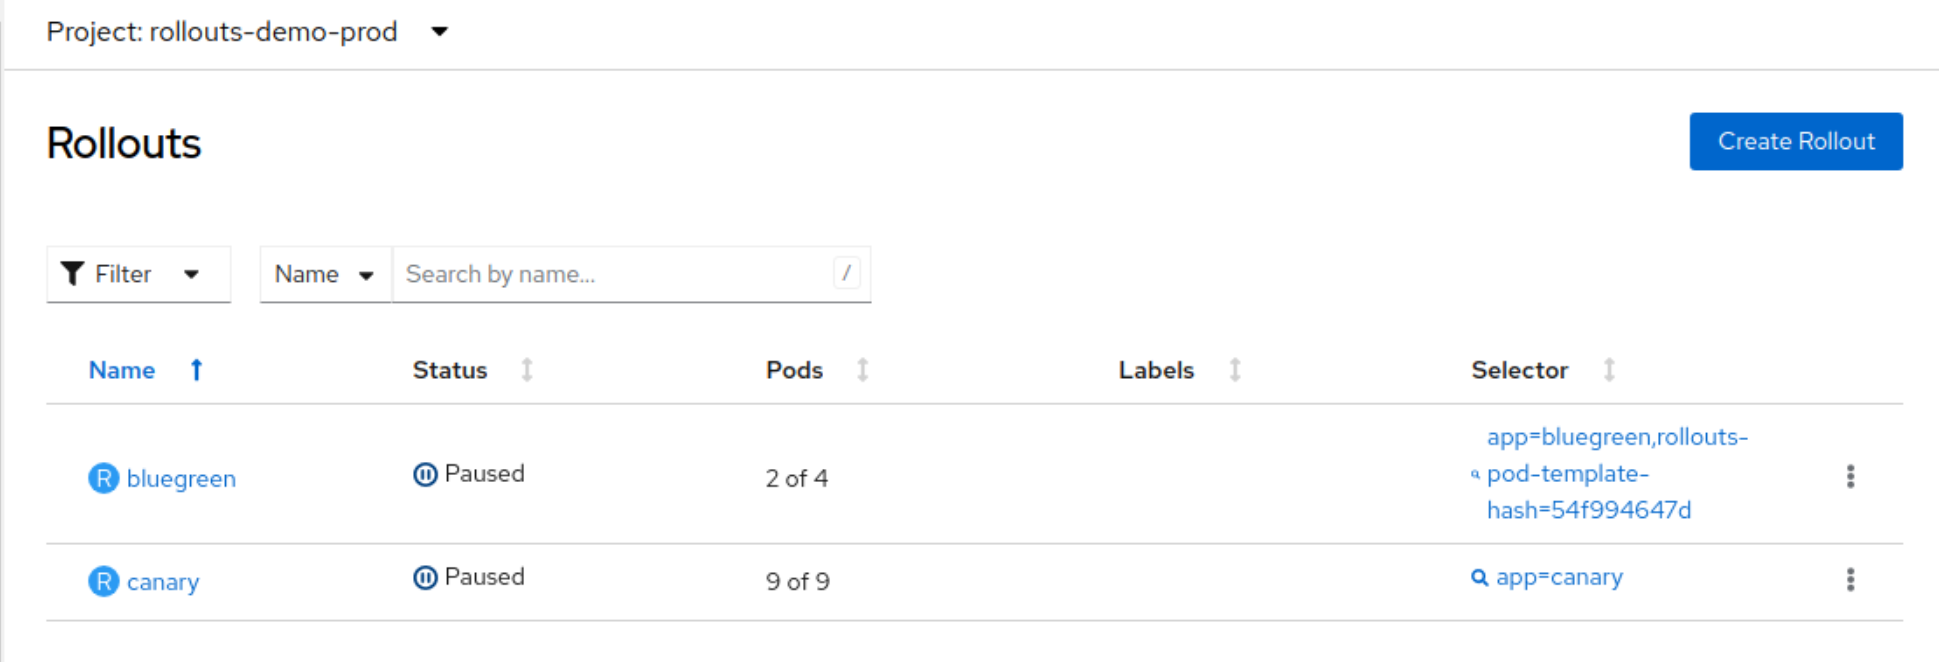 Project: rollouts-demo-prod
Rollouts
Create Rollout
Filter
Name
Search by name...
/
Name Status Pods Labels Selector
R bluegreen Paused 2 of 4 app=bluegreen,rollouts-
pod-template-
hash=54f994647d
R canary Paused 9 of 9 app=canary